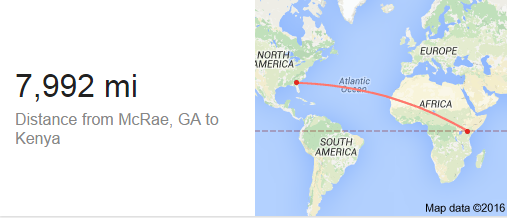 7,992 mi
Distance from McRae, GA to
Kenya
NORTH
AMERICA
EUROPE
Atlantic
Ocean
AFRICA
SOUTH
AMERICA
Map data ©2016